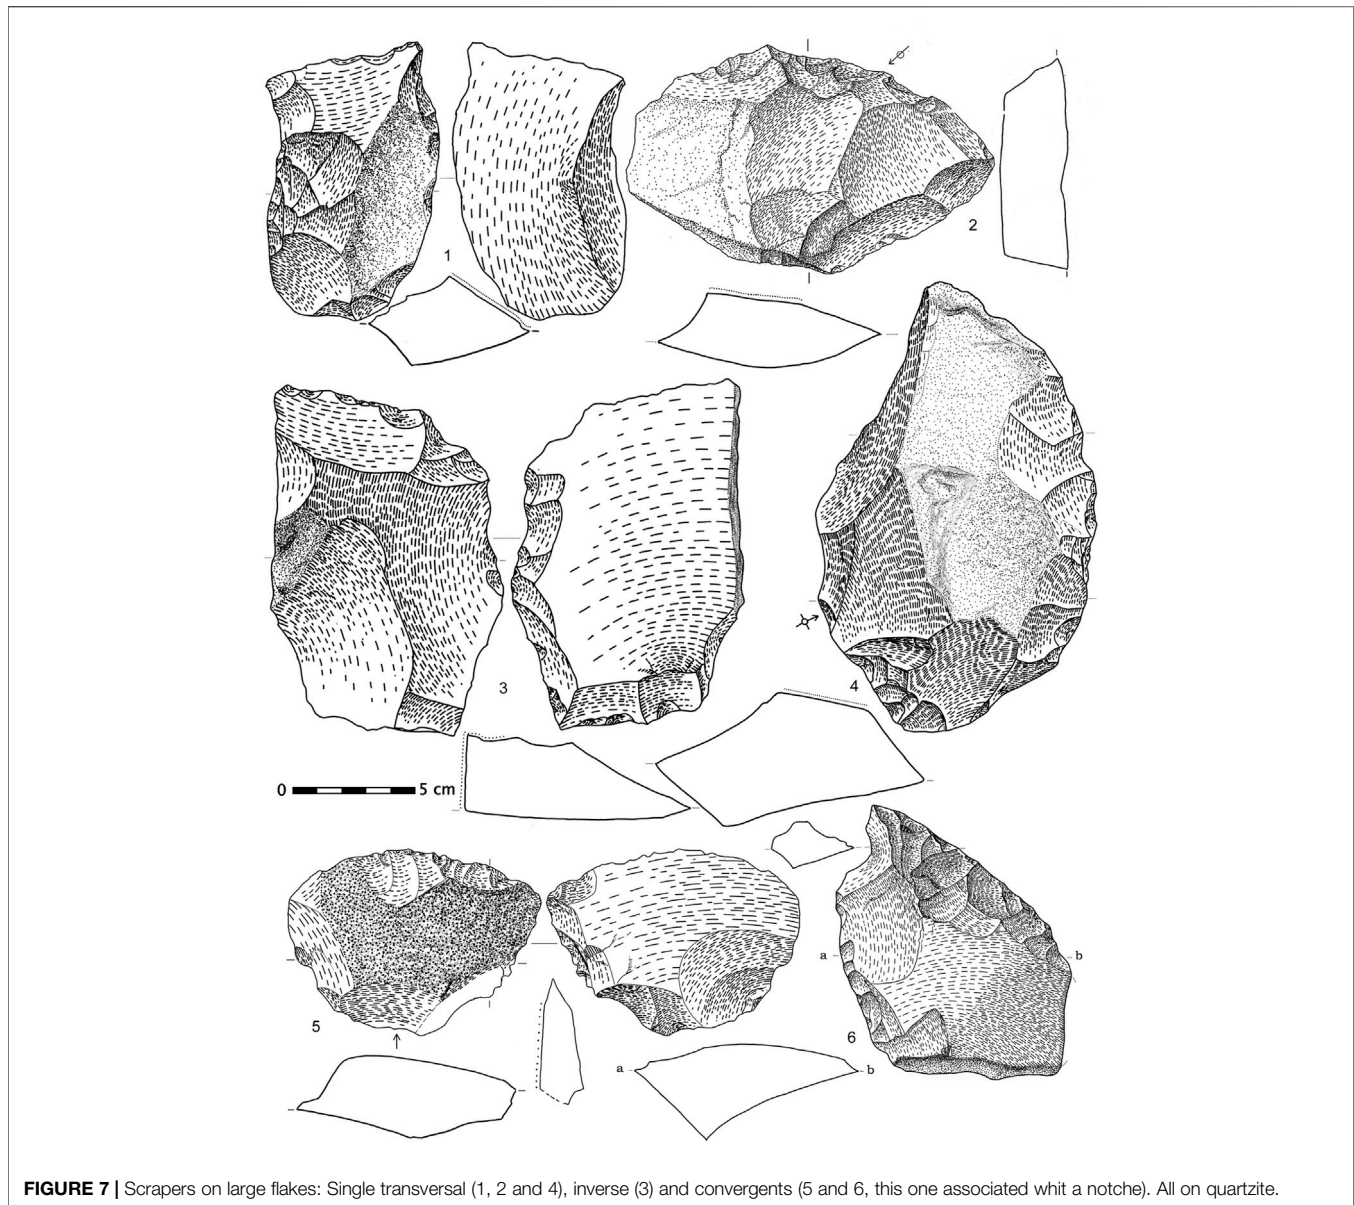 1
2
3
4
0 5 cm
5
a b
6
a b
FIGURE 7 | Scrapers on large flakes: Single transversal (1, 2 and 4), inverse (3) and convergents (5 and 6, this one associated whit a notche). All on quartzite.